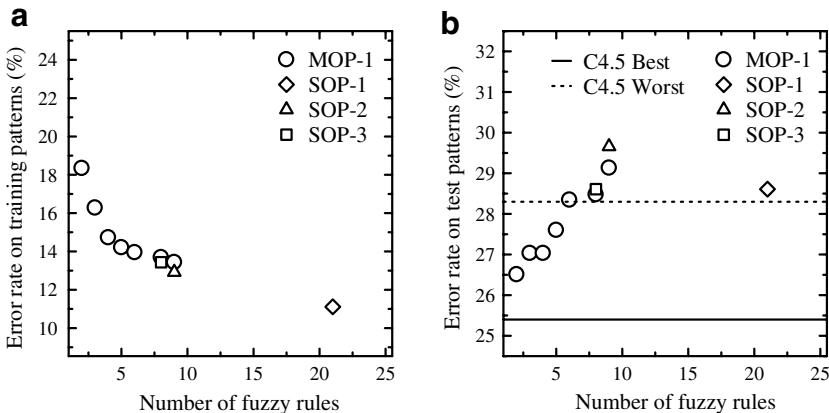 a
Error rate on training patterns (%)
24
22
20
18
16
14
12
10
MOP-1
SOP-1
SOP-2
SOP-3
5 10 15 20 25
Number of fuzzy rules
b
Error rate on test patterns (%)
32
31
30
29
28
27
26
25
C4.5 Best
C4.5 Worst
MOP-1
SOP-1
SOP-2
SOP-3
5 10 15 20 25
Number of fuzzy rules